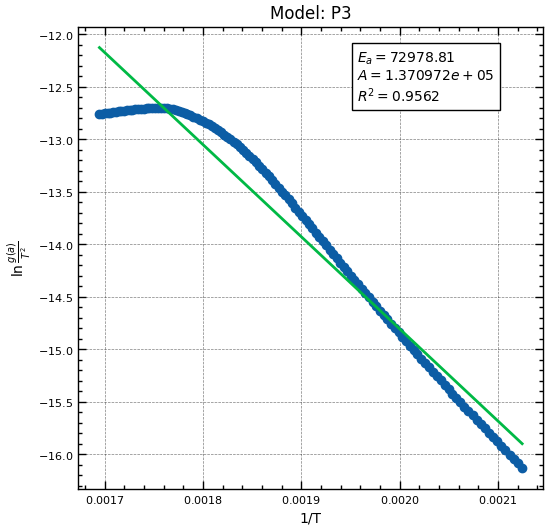 Model: P3
−12.0
−12.5
−13.0
−13.5
−14.0
−14.5
−15.0
−15.5
−16.0
ln g(a)/T²
E_a = 72978.81
A = 1.370972e + 05
R² = 0.9562
0.0017 0.0018 0.0019 0.0020 0.0021
1/T